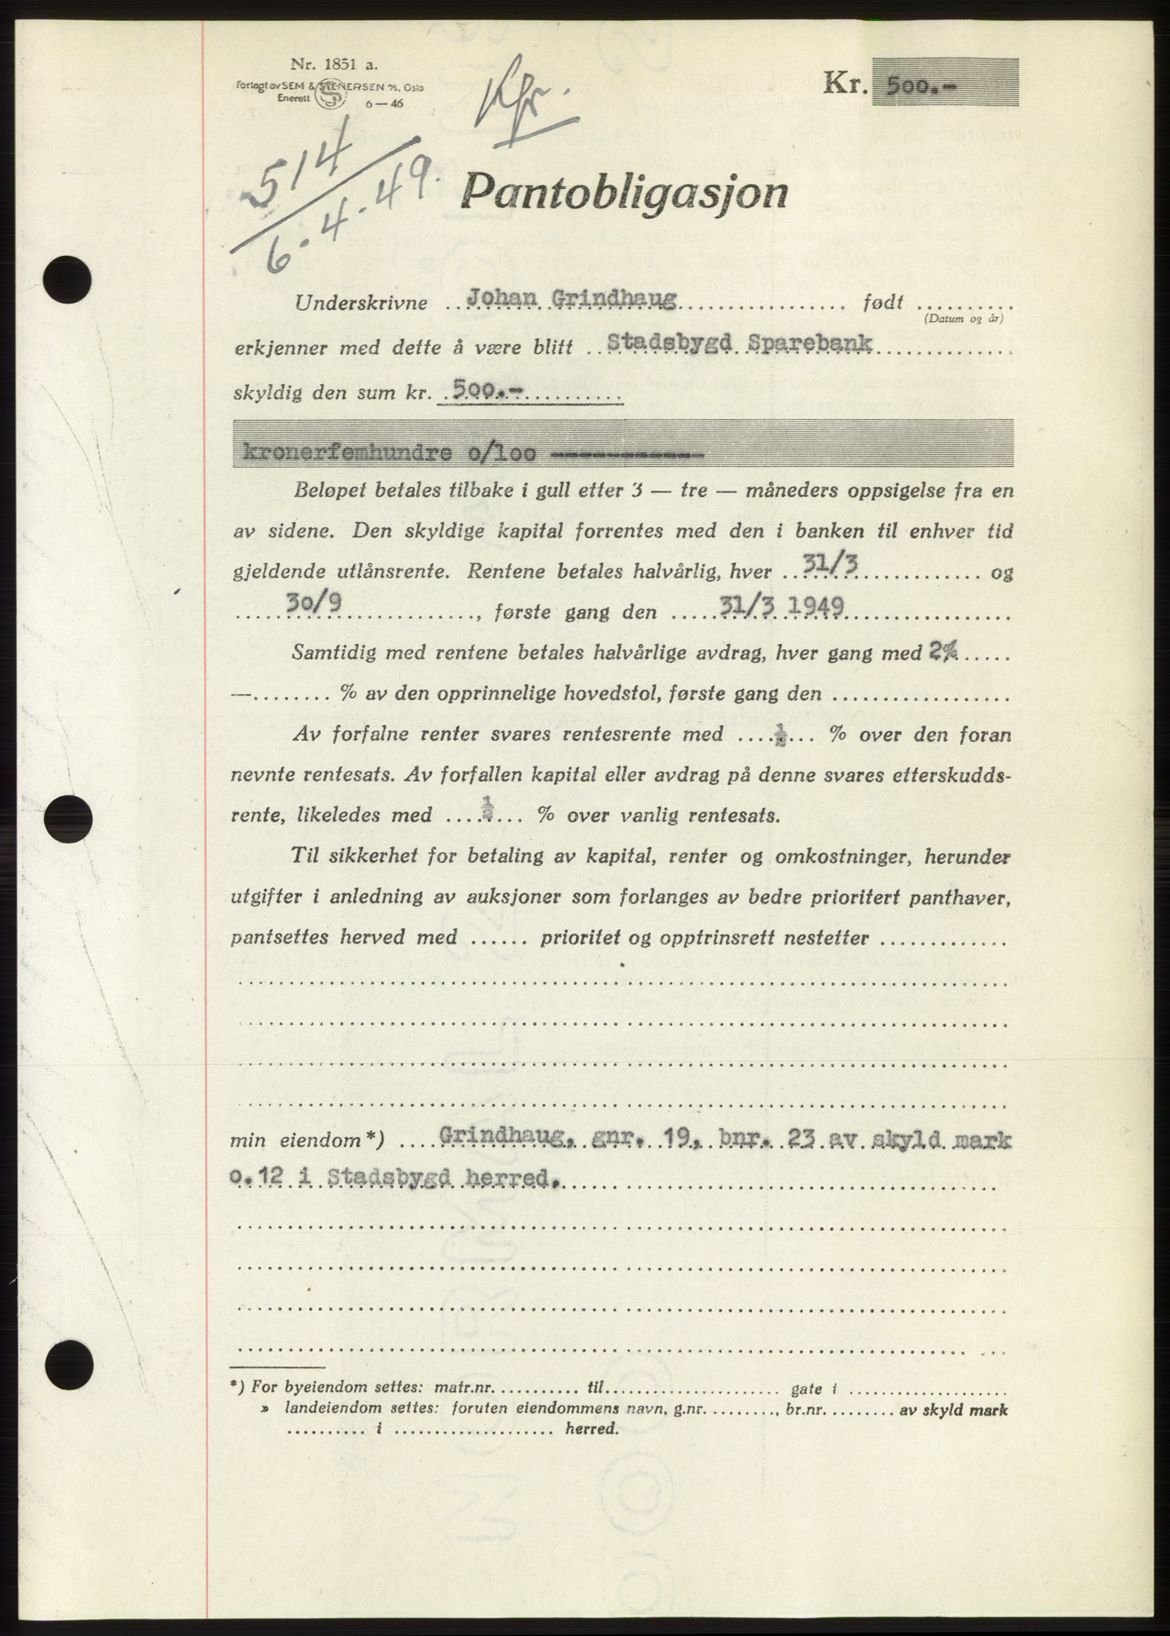 Nr. 1851 a.
Forlagt av SEM & STENERSEN A/S, Oslo
Enerett
6 — 46
Kfr.
Kr. 500.-
514
6.4.49.
Pantobligasjon
Underskrivne ..Johan Grindhaug................. født ..........
(Datum og år)
erkjenner med dette å være blitt ..Stadsbygd Sparebank..............
skyldig den sum kr. .500.-..........
kronerfemhundre o/loo ————————
Beløpet betales tilbake i gull etter 3 — tre — måneders oppsigelse fra en
av sidene. Den skyldige kapital forrentes med den i banken til enhver tid
gjeldende utlånsrente. Rentene betales halvårlig, hver ..31/3............. og
.....30/9............., første gang den .....31/3 1949.................
Samtidig med rentene betales halvårlige avdrag, hver gang med 2%.....
—........ % av den opprinnelige hovedstol, første gang den ..................
Av forfalne renter svares rentesrente med ....½... % over den foran
nevnte rentesats. Av forfallen kapital eller avdrag på denne svares etterskudds-
rente, likeledes med ....½... % over vanlig rentesats.
Til sikkerhet for betaling av kapital, renter og omkostninger, herunder
utgifter i anledning av auksjoner som forlanges av bedre prioritert panthaver,
pantsettes herved med ...... prioritet og opptrinsrett nestetter .............
min eiendom *) ....Grindhaug, gnr. 19, bnr. 23 av skyld mark
o.12 i Stadsbygd herred.
*) For byeiendom settes: matr.nr. ........... til...................... gate i ....................
» landeiendom settes: foruten eiendommens navn, g.nr. ........., br.nr. ........ av skyld mark
.......... i .................... herred.